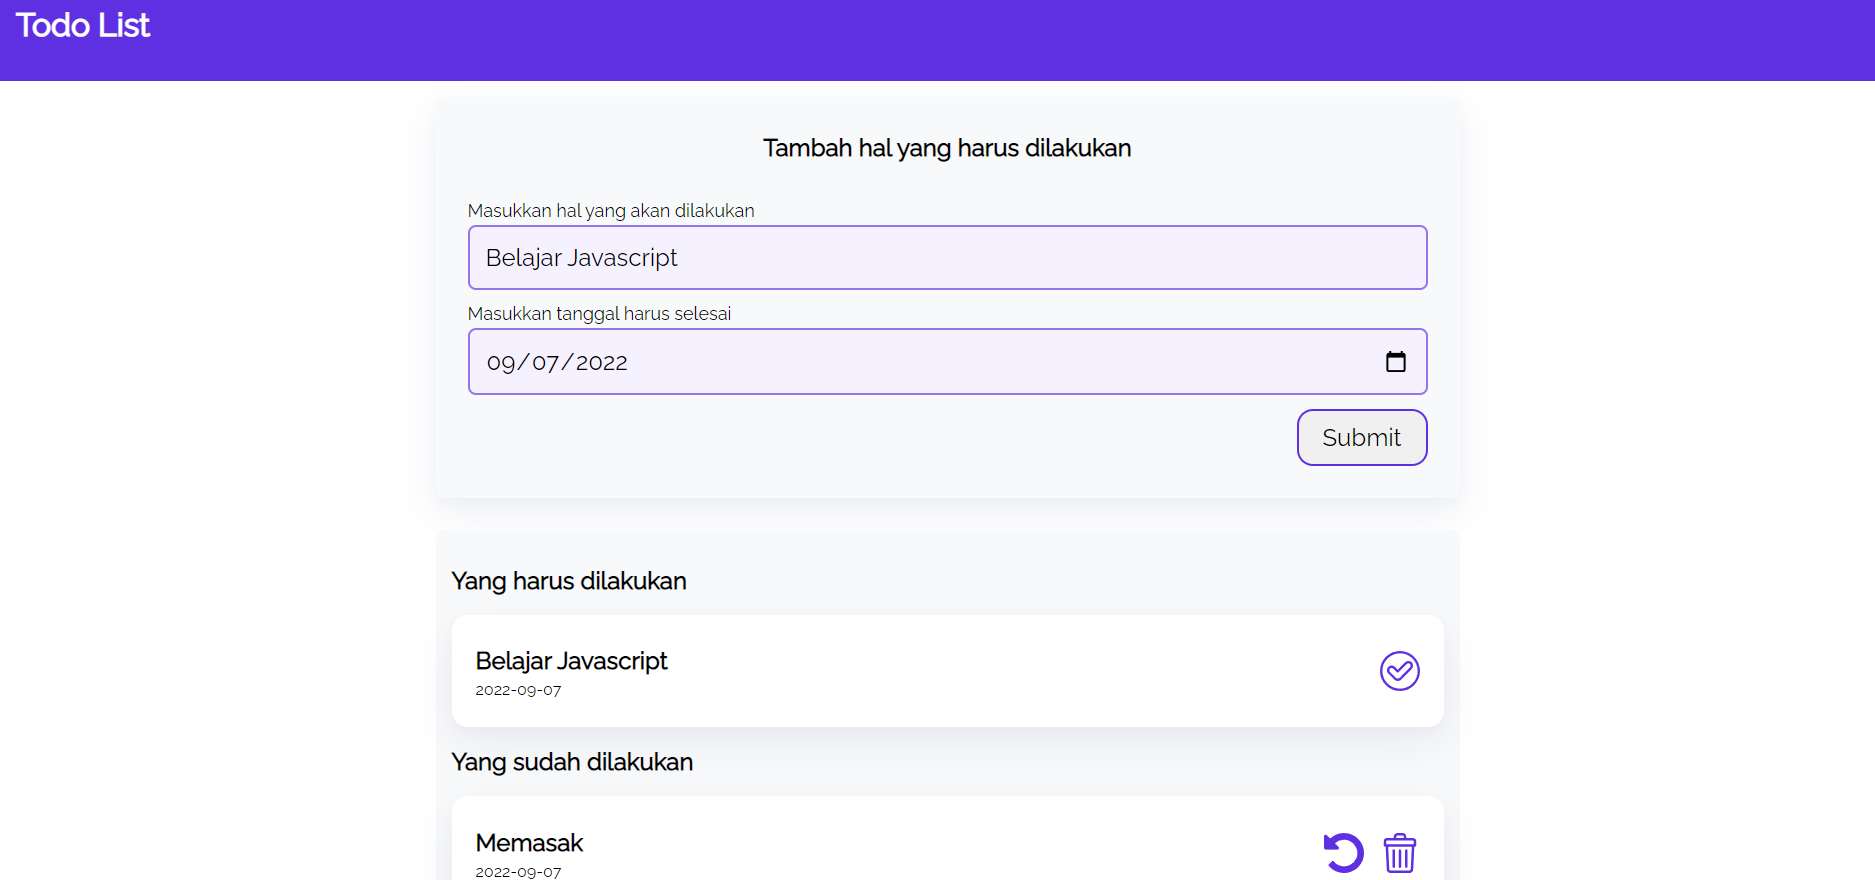 Todo List
Tambah hal yang harus dilakukan
Masukkan hal yang akan dilakukan
Belajar Javascript
Masukkan tanggal harus selesai
09/07/2022
Submit
Yang harus dilakukan
Belajar Javascript
2022-09-07
Yang sudah dilakukan
Memasak
2022-09-07